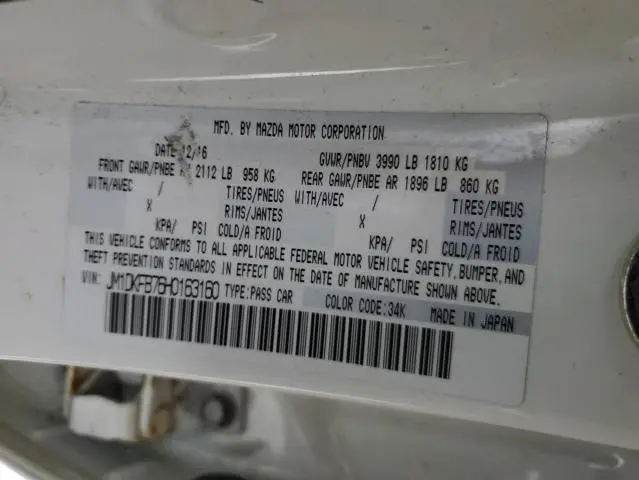 MFD. BY MAZDA MOTOR CORPORATION
DATE 12/16 GVWR/PNBV 3990 LB 1810 KG
FRONT GAWR/PNBE 2112 LB 958 KG REAR GAWR/PNBE AR 1896 LB 860 KG
WITH/AVEC / TIRES/PNEUS WITH/AVEC / TIRES/PNEUS
X RIMS/JANTES X RIMS/JANTES
KPA/ PSI COLD/A FROID KPA/ PSI COLD/A FROID
THIS VEHICLE CONFORMS TO ALL APPLICABLE FEDERAL MOTOR VEHICLE SAFETY, BUMPER, AND
THEFT PREVENTION STANDARDS IN EFFECT ON THE DATE OF MANUFACTURE SHOWN ABOVE.
VIN: JM1DKFB76H0163160 TYPE:PASS CAR COLOR CODE:34K MADE IN JAPAN